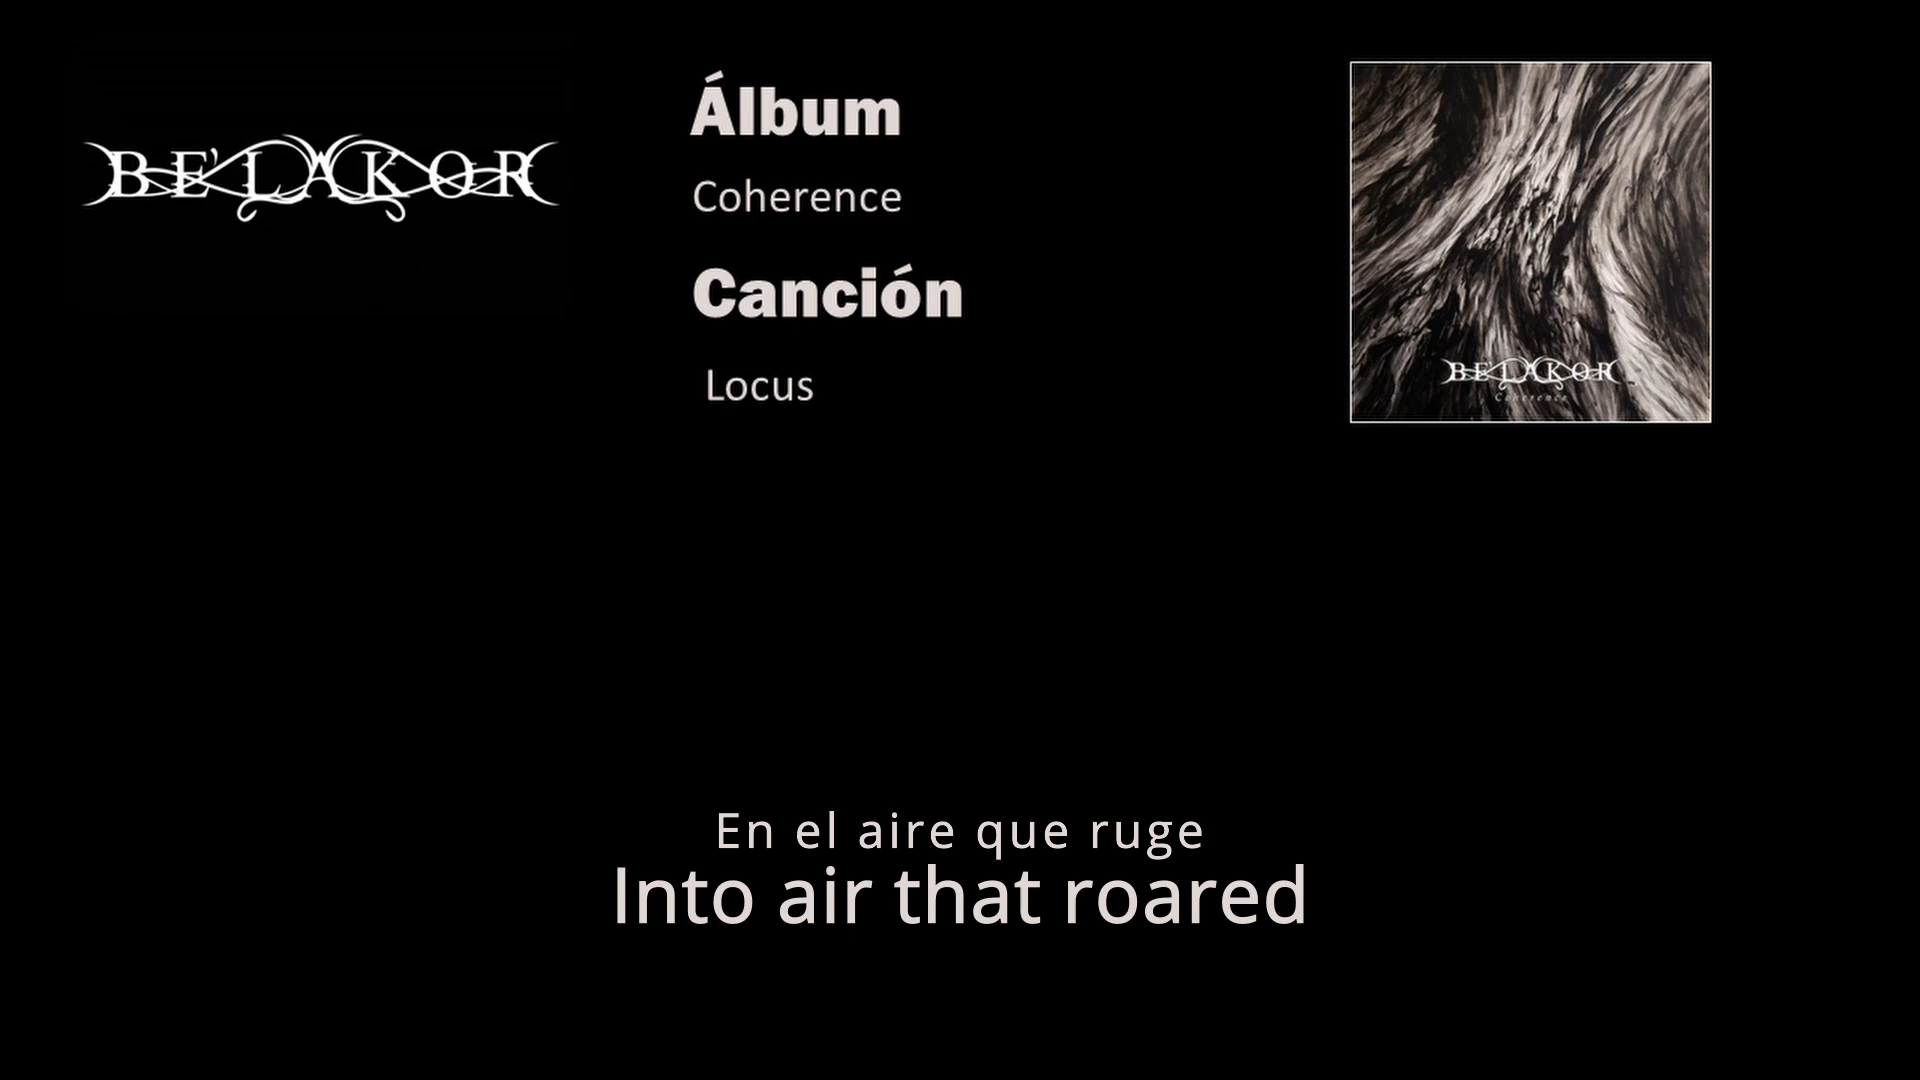 BE'LAKOR
Álbum
Coherence
Canción
Locus
BE'LAKOR
Coherence
En el aire que ruge
Into air that roared